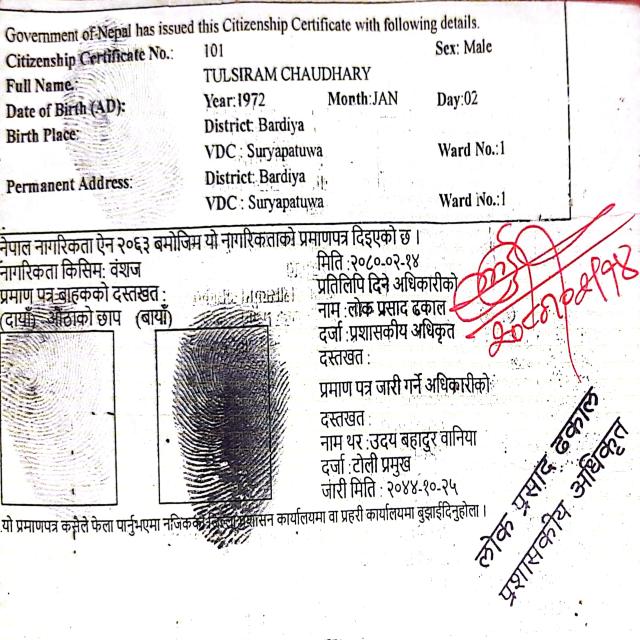 Government of Nepal has issued this Citizenship Certificate with following details.
Citizenship Certificate No.: 101 Sex: Male
Full Name.: TULSIRAM CHAUDHARY
Date of Birth (AD): Year:1972 Month:JAN Day:02
Birth Place: District: Bardiya
VDC : Suryapatuwa Ward No.:1
Permanent Address: District: Bardiya
VDC : Suryapatuwa Ward No.:1
नेपाल नागरिकता ऐन २०६३ बमोजिम यो नागरिकताको प्रमाणपत्र दिइएको छ ।
नागरिकता किसिम: वंशज
प्रमाण पत्र बाहकको दस्तखत :
(दायाँ) औंठाको छाप (बायाँ)
मिति : २०८०-०२-१४
प्रतिलिपि दिने अधिकारीको
नाम : लोक प्रसाद ढकाल
दर्जा : प्रशासकीय अधिकृत
दस्तखत :
प्रमाण पत्र जारी गर्ने अधिकारीको
दस्तखत :
नाम थर : उदय बहादुर वानिया
दर्जा : टोली प्रमुख
जारी मिति : २०४४-१०-२५
लोक प्रसाद ढकाल
प्रशासकीय अधिकृत
यो प्रमाणपत्र कसैले फेला पार्नुभएमा नजिकको जिल्ला प्रशासन कार्यालयमा वा प्रहरी कार्यालयमा बुझाईदिनुहोला ।